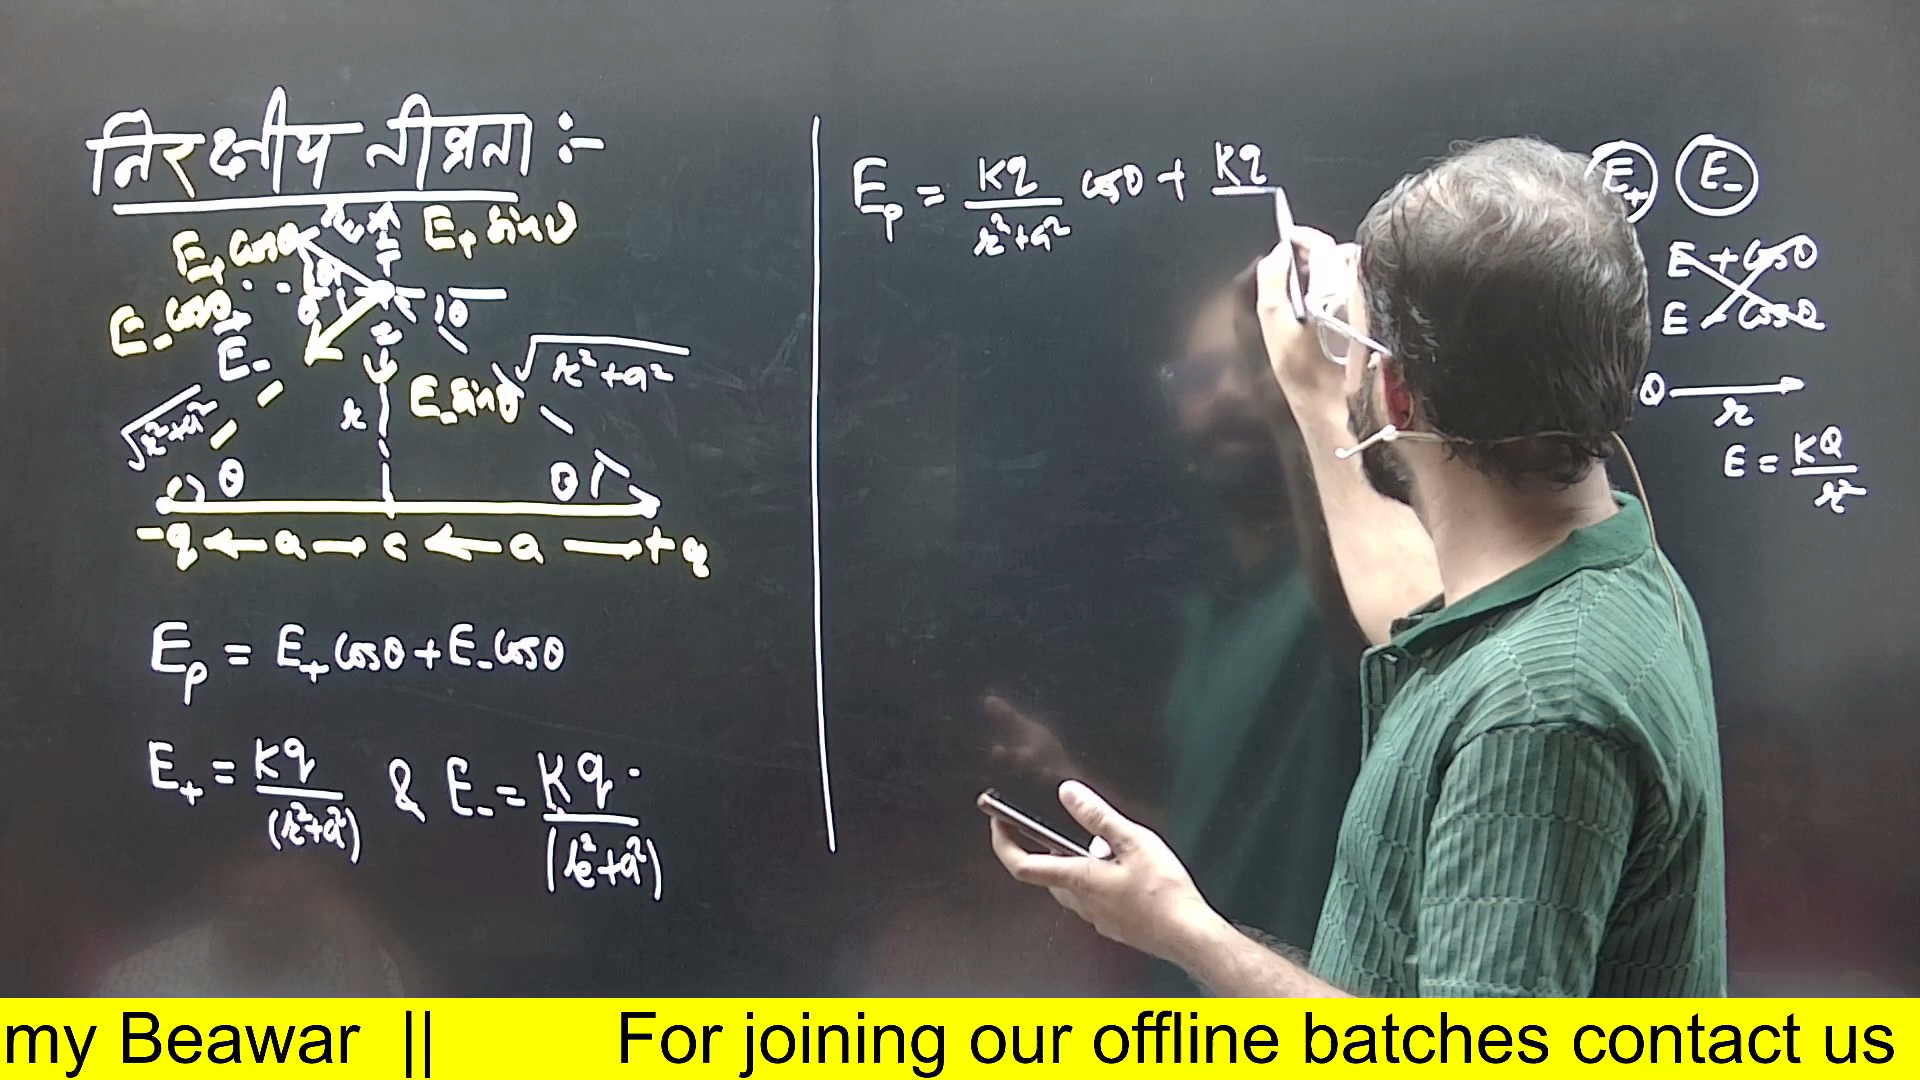 निरक्षीय तीव्रता :-
E₊ cosθ
E₊ sinθ
E₋ cosθ
θ
θ
E₋
E₋ sinθ
√r²+a²
√r²+a²
r
θ
θ
-q ← a → c ← a → +q
Eₚ = E₊ cosθ + E₋ cosθ
E₊ = Kq/(r²+a²) & E₋ = Kq/(r²+a²)
Eₚ = Kq/r²+a² cosθ + Kq
E₊ E₋
E + cosθ
E - cosθ
Q → r
E = KQ/r²
my Beawar || For joining our offline batches contact us